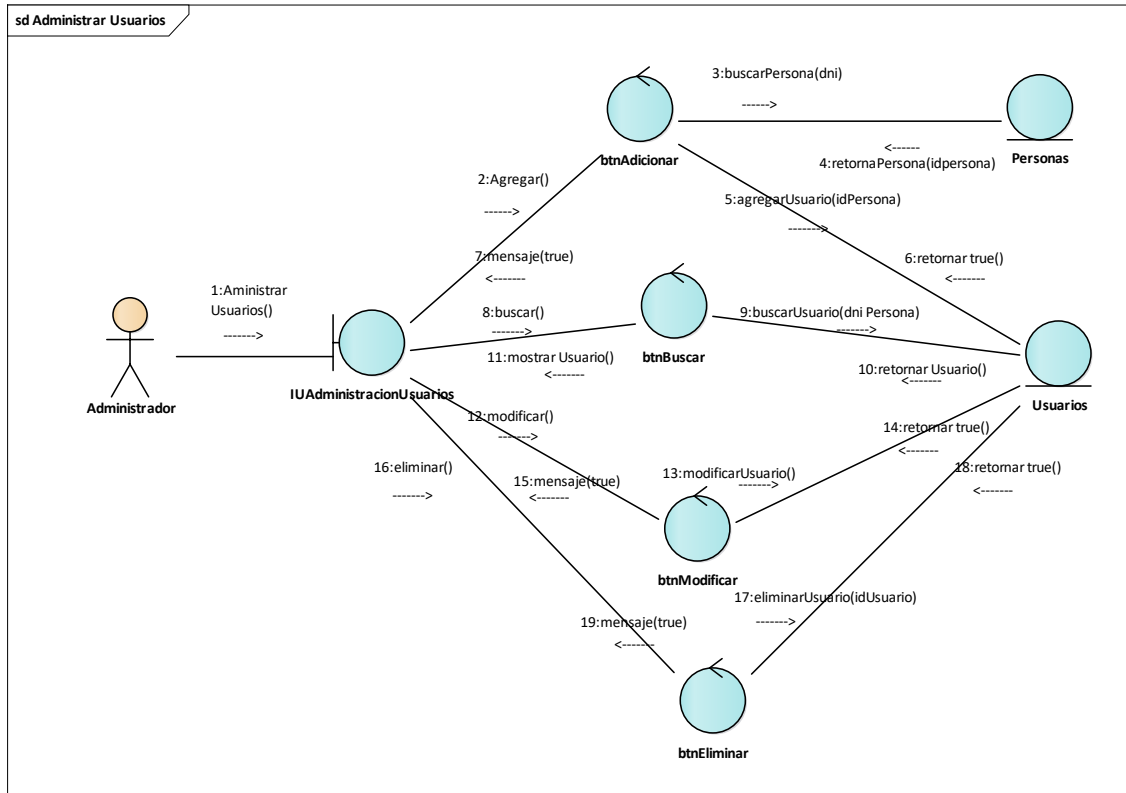 sd Administrar Usuarios
3:buscarPersona(dni)
------>
btnAdicionar
Personas
<------
4:retornaPersona(idpersona)
2:Agregar()
------>
5:agregarUsuario(idPersona)
------->
7:mensaje(true)
<-------
6:retornar true()
<-------
1:Aministrar
Usuarios()
------->
8:buscar()
------->
9:buscarUsuario(dni Persona)
------->
btnBuscar
11:mostrar Usuario()
<-------
10:retornar Usuario()
<-------
IUAdministracionUsuarios
Administrador
Usuarios
12:modificar()
------->
14:retornar true()
<-------
16:eliminar()
------->
15:mensaje(true)
<-------
13:modificarUsuario()
------->
18:retornar true()
<-------
btnModificar
17:eliminarUsuario(idUsuario)
------->
19:mensaje(true)
<-------
btnEliminar